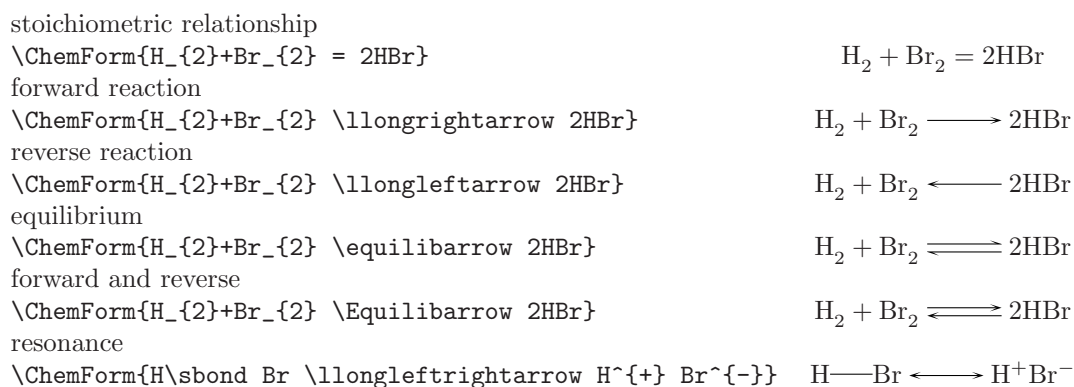 stoichiometric relationship
\ChemForm{H_{2}+Br_{2} = 2HBr} H₂ + Br₂ = 2HBr
forward reaction
\ChemForm{H_{2}+Br_{2} \llongrightarrow 2HBr} H₂ + Br₂ ⟶ 2HBr
reverse reaction
\ChemForm{H_{2}+Br_{2} \llongleftarrow 2HBr} H₂ + Br₂ ⟵ 2HBr
equilibrium
\ChemForm{H_{2}+Br_{2} \equilibarrow 2HBr} H₂ + Br₂ ⇌ 2HBr
forward and reverse
\ChemForm{H_{2}+Br_{2} \Equilibarrow 2HBr} H₂ + Br₂ ⇄ 2HBr
resonance
\ChemForm{H\sbond Br \llongleftrightarrow H^{+} Br^{-}} H—Br ⟷ H⁺Br⁻